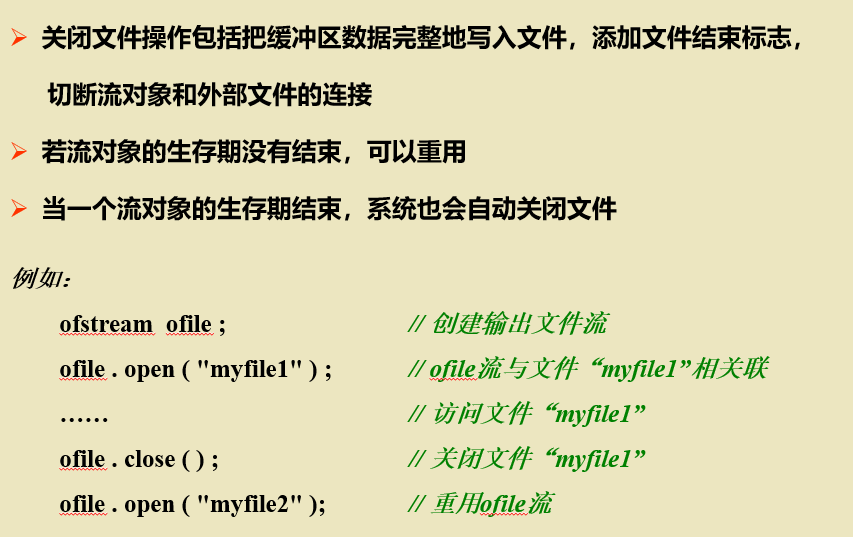 关闭文件操作包括把缓冲区数据完整地写入文件，添加文件结束标志，
切断流对象和外部文件的连接
若流对象的生存期没有结束，可以重用
当一个流对象的生存期结束，系统也会自动关闭文件
例如：
ofstream ofile ; // 创建输出文件流
ofile . open ( "myfile1" ) ; // ofile流与文件“myfile1”相关联
…… // 访问文件“myfile1”
ofile . close ( ) ; // 关闭文件“myfile1”
ofile . open ( "myfile2" ); // 重用ofile流